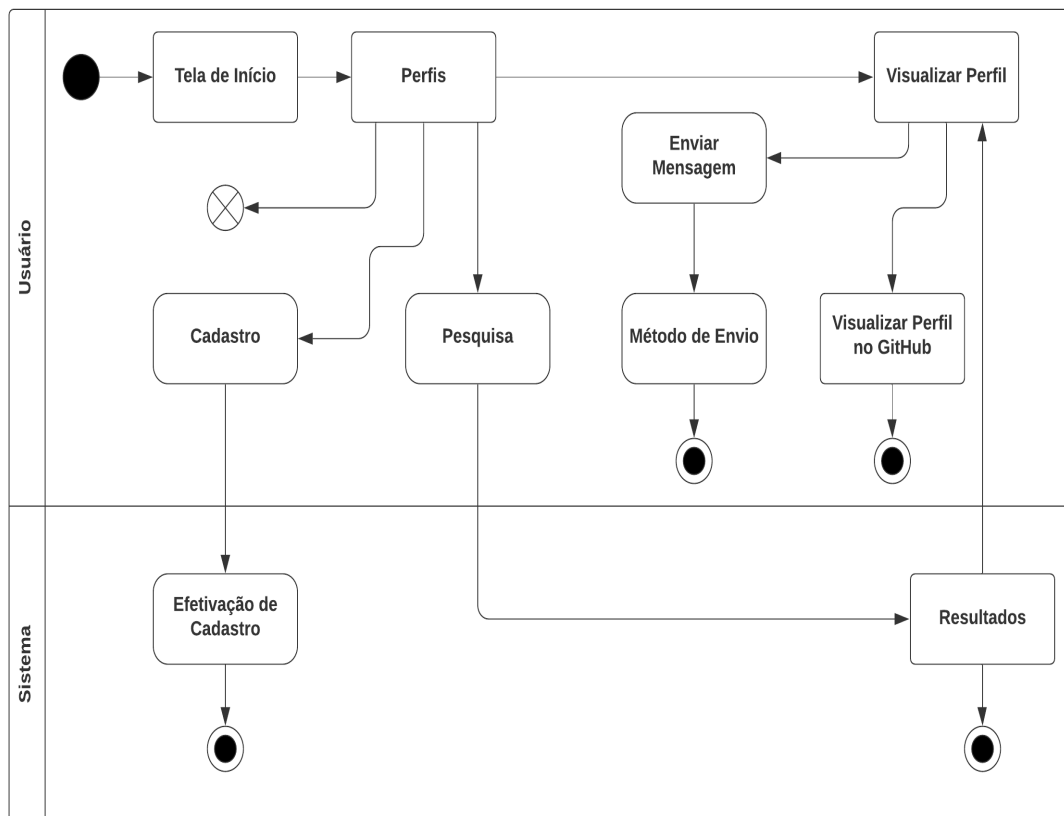 Usuário
Tela de Início
Perfis
Visualizar Perfil
Enviar
Mensagem
Cadastro
Pesquisa
Método de Envio
Visualizar Perfil
no GitHub
Sistema
Efetivação de
Cadastro
Resultados